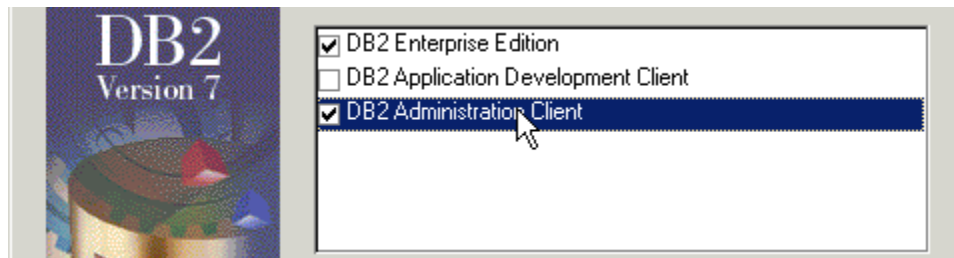 DB2
Version 7
DB2 Enterprise Edition
DB2 Application Development Client
DB2 Administration Client